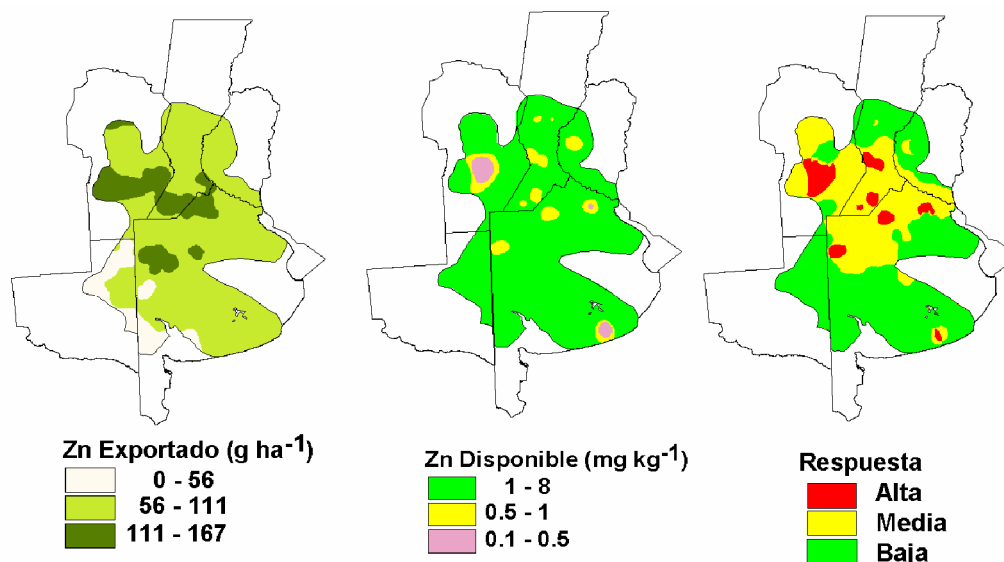 Zn Exportado (g ha-1)
0 - 56
56 - 111
111 - 167
Zn Disponible (mg kg-1)
1 - 8
0.5 - 1
0.1 - 0.5
Respuesta
Alta
Media
Baja